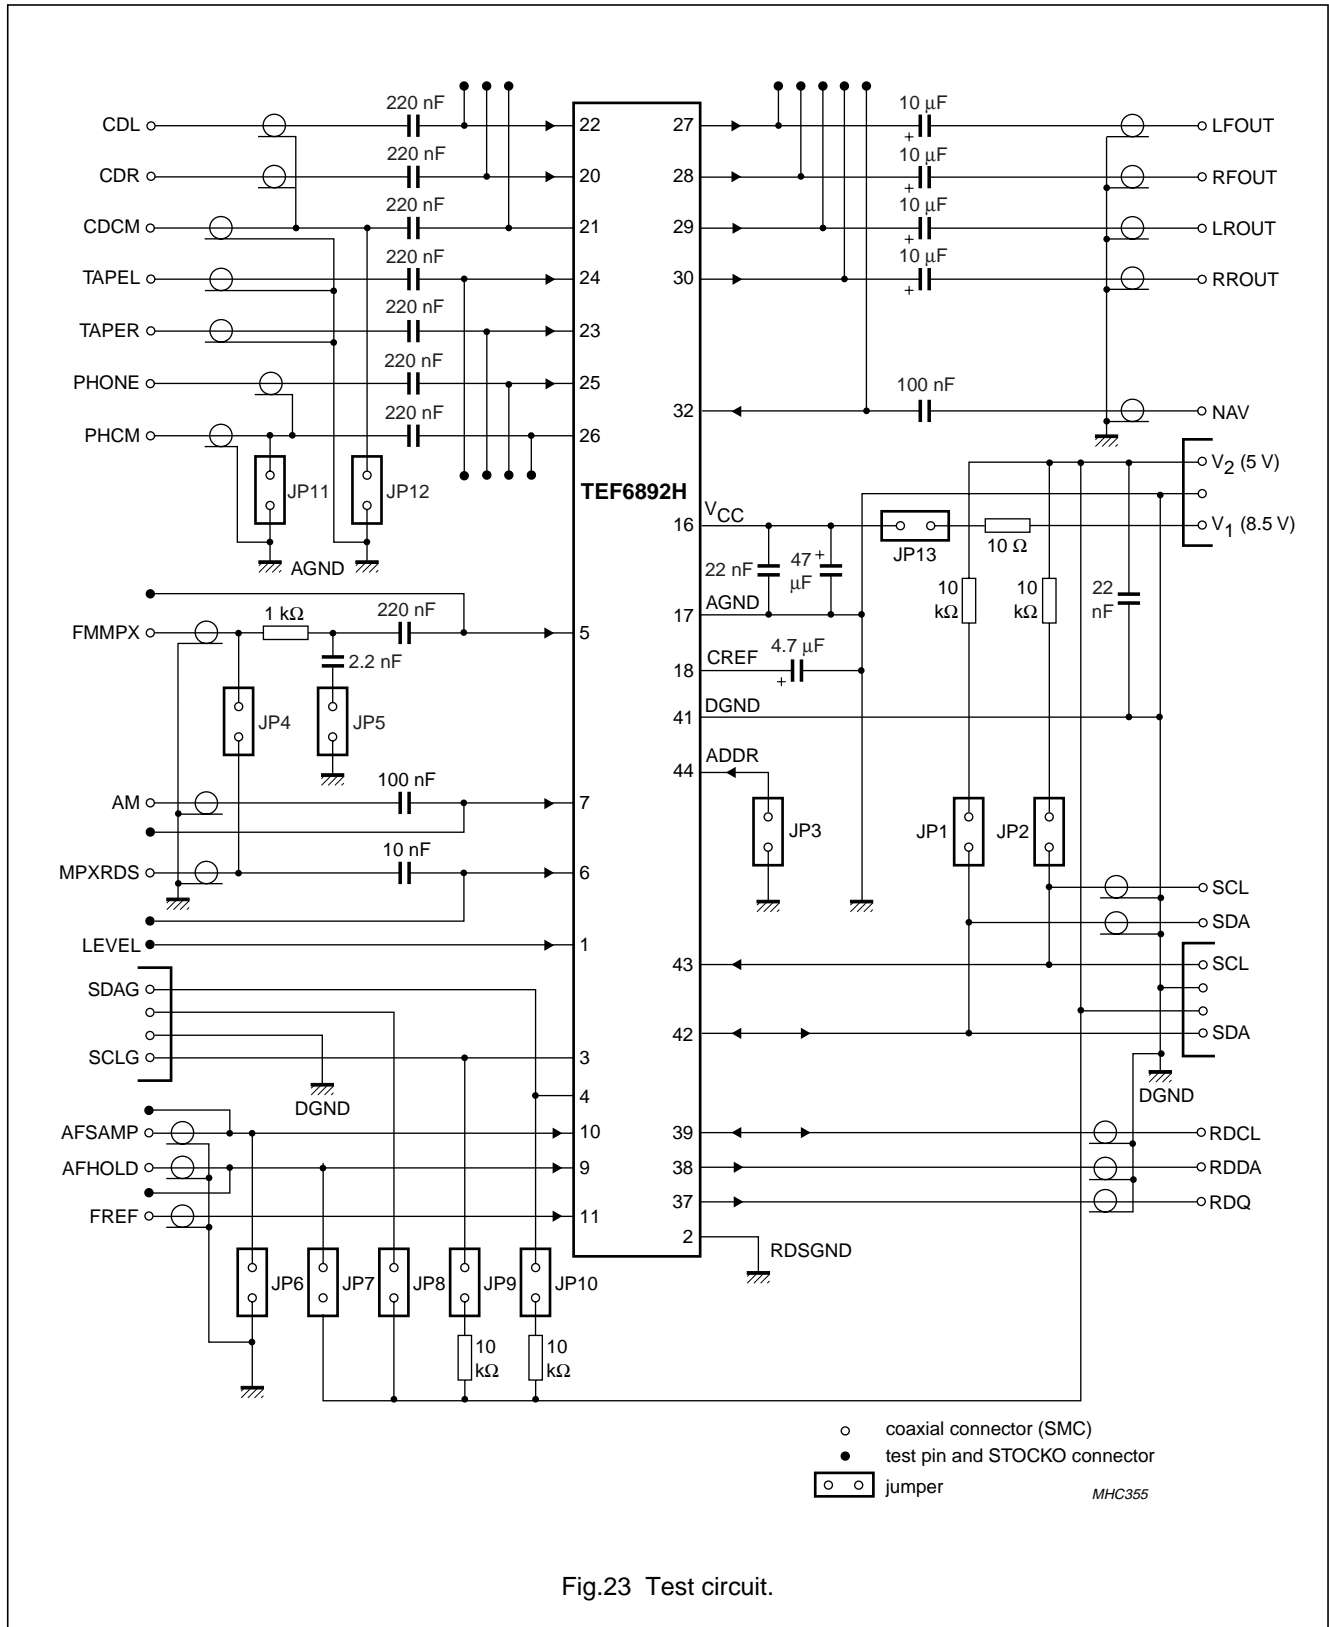 220 nF
10 µF
CDL
22
27
LFOUT
220 nF
10 µF
CDR
20
28
RFOUT
220 nF
10 µF
CDCM
21
29
LROUT
220 nF
10 µF
TAPEL
24
30
RROUT
220 nF
TAPER
23
220 nF
PHONE
25
100 nF
32
NAV
220 nF
PHCM
26
V2 (5 V)
JP11
JP12
TEF6892H
VCC
16
V1 (8.5 V)
JP13
10 Ω
AGND
22 nF
47
µF
+
10
kΩ
10
kΩ
22
nF
AGND
17
1 kΩ
220 nF
FMMPX
5
2.2 nF
CREF
18
4.7 µF
+
JP4
JP5
DGND
41
ADDR
44
100 nF
AM
7
JP3
JP1
JP2
10 nF
MPXRDS
6
SCL
SDA
LEVEL
1
43
SCL
SDAG
42
SDA
SCLG
3
DGND
4
DGND
AFSAMP
10
39
RDCL
AFHOLD
9
38
RDDA
FREF
11
37
RDQ
2
RDSGND
JP6
JP7
JP8
JP9
JP10
10
kΩ
10
kΩ
coaxial connector (SMC)
test pin and STOCKO connector
jumper
MHC355
Fig.23 Test circuit.